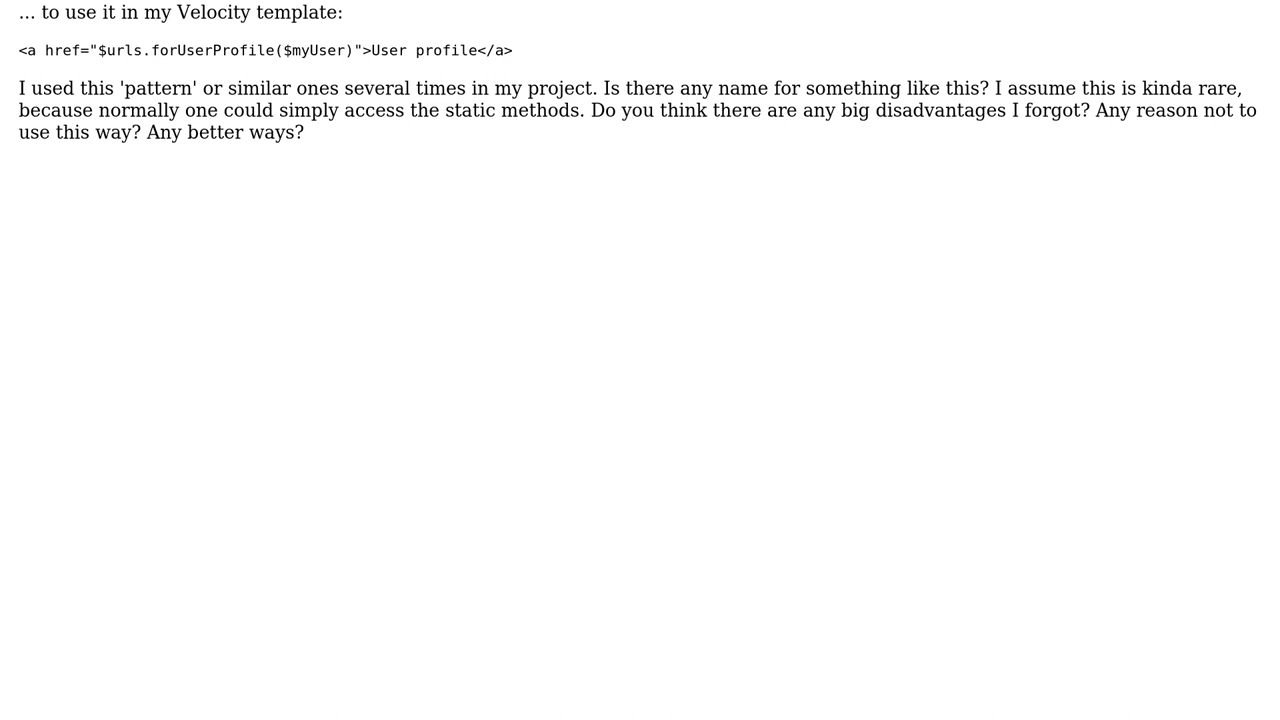 ... to use it in my Velocity template:
<a href="$urls.forUserProfile($myUser)">User profile</a>
I used this 'pattern' or similar ones several times in my project. Is there any name for something like this? I assume this is kinda rare,
because normally one could simply access the static methods. Do you think there are any big disadvantages I forgot? Any reason not to
use this way? Any better ways?